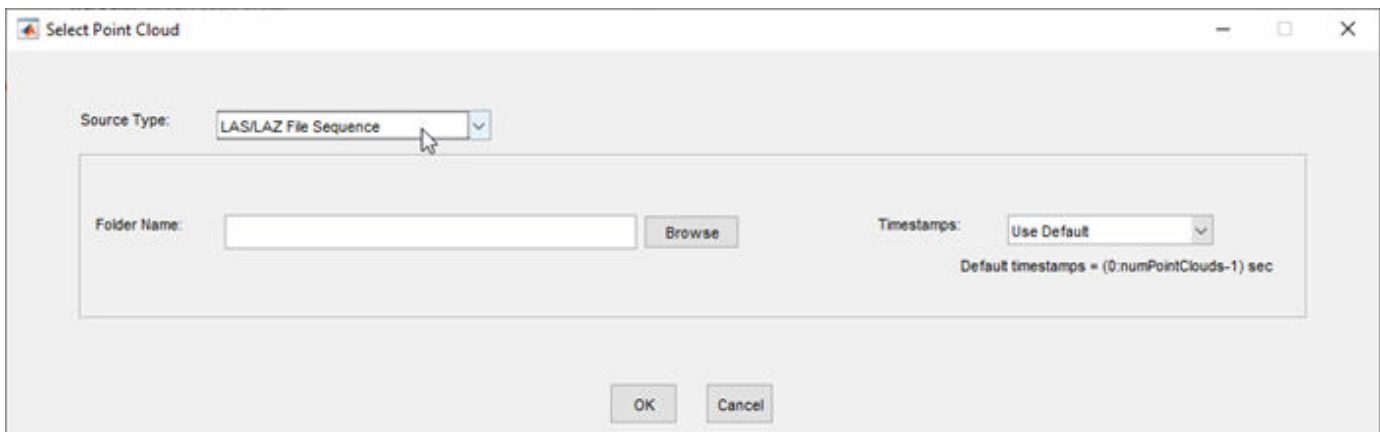 Select Point Cloud
Source Type: LAS/LAZ File Sequence
Folder Name: Browse Timestamps: Use Default
Default timestamps = (0:numPointClouds-1) sec
OK Cancel